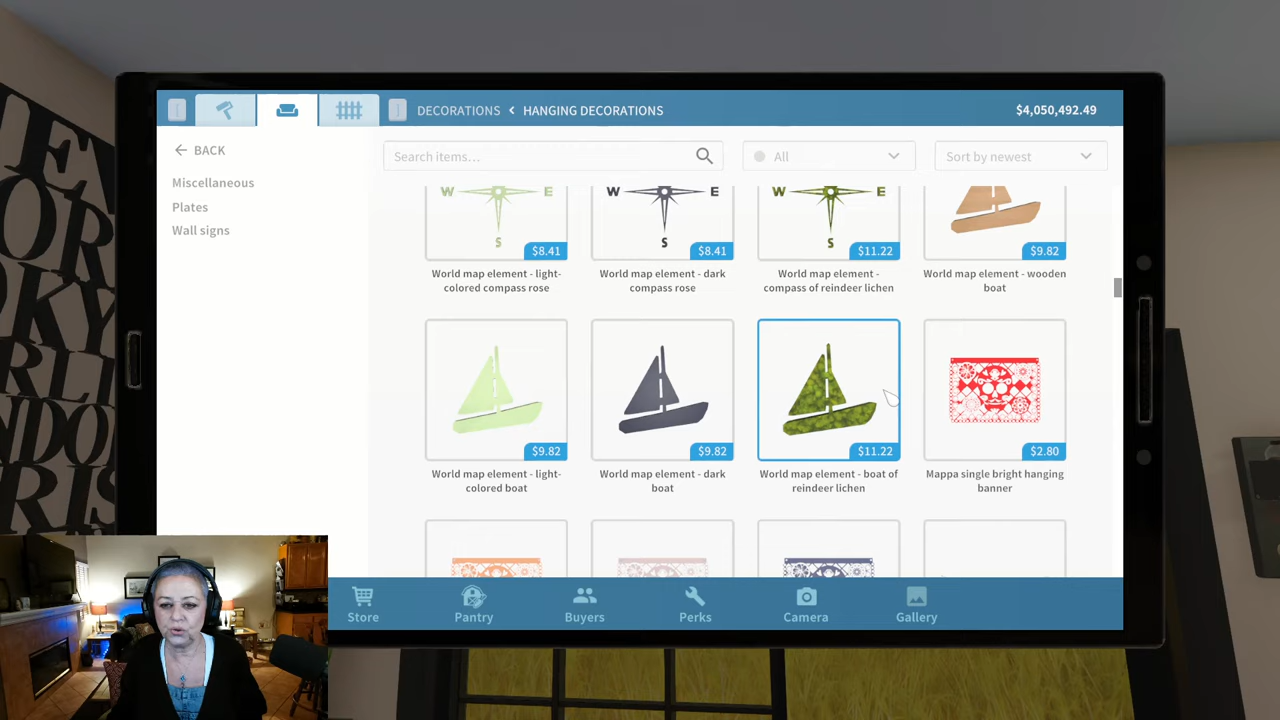 DECORATIONS < HANGING DECORATIONS
$4,050,492.49
BACK
Miscellaneous
Plates
Wall signs
Search items...
All
Sort by newest
W E
S
$8.41
World map element - light-
colored compass rose
W E
S
$8.41
World map element - dark
compass rose
W E
S
$11.22
World map element -
compass of reindeer lichen
$9.82
World map element - wooden
boat
$9.82
World map element - light-
colored boat
$9.82
World map element - dark
boat
$11.22
World map element - boat of
reindeer lichen
$2.80
Mappa single bright hanging
banner
Store
Pantry
Buyers
Perks
Camera
Gallery